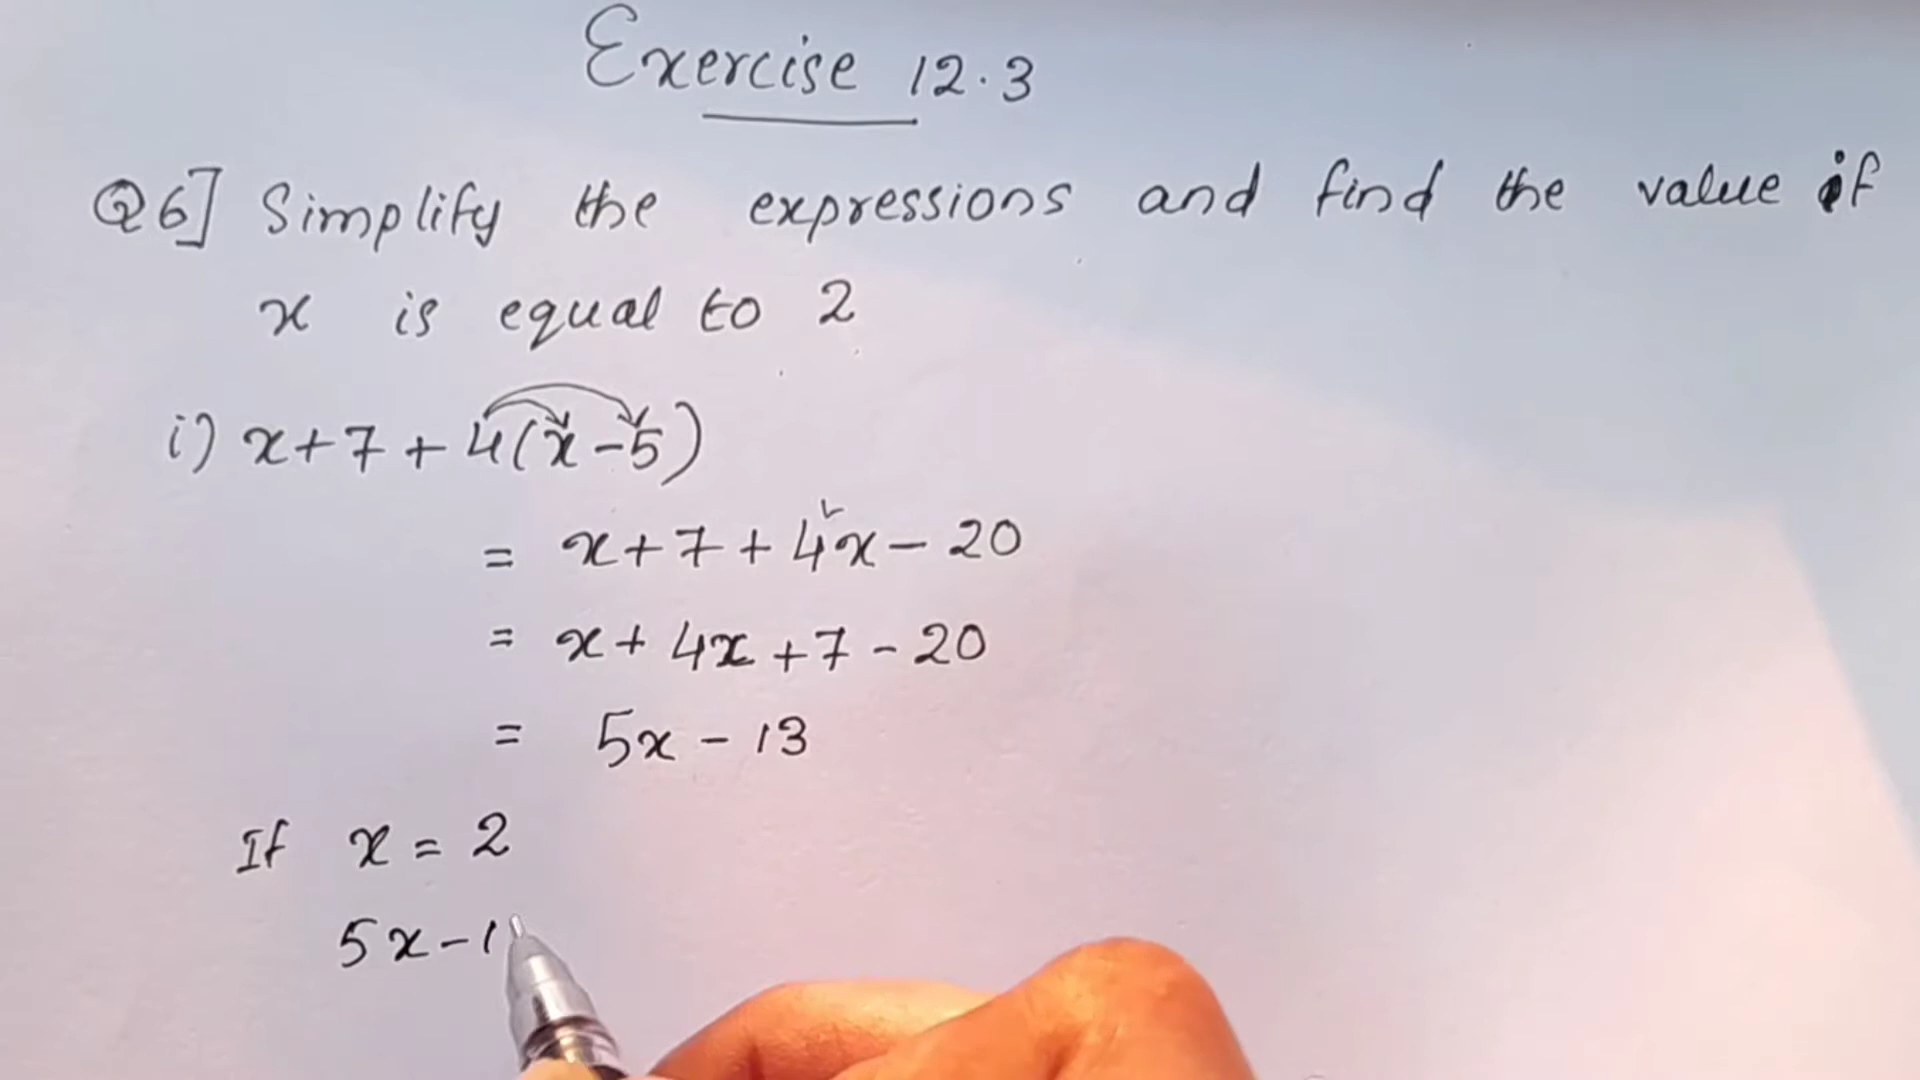 Exercise 12.3
Q6] Simplify the expressions and find the value if
x is equal to 2
i) x+7+4(x-5)
= x+7+4x-20
= x+4x+7-20
= 5x-13
If x = 2
5x-1